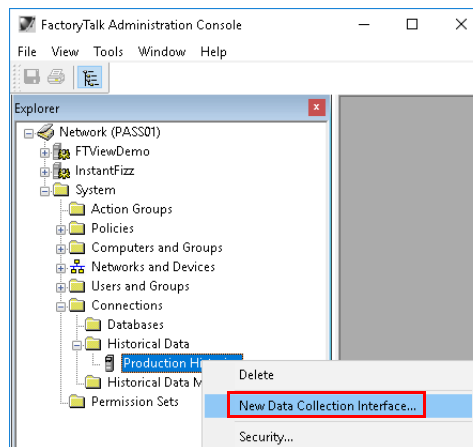 FactoryTalk Administration Console
File View Tools Window Help
Explorer
Network (PASS01)
FTViewDemo
InstantFizz
System
Action Groups
Policies
Computers and Groups
Networks and Devices
Users and Groups
Connections
Databases
Historical Data
Production
Historical Data
Permission Sets
Delete
New Data Collection Interface...
Security...